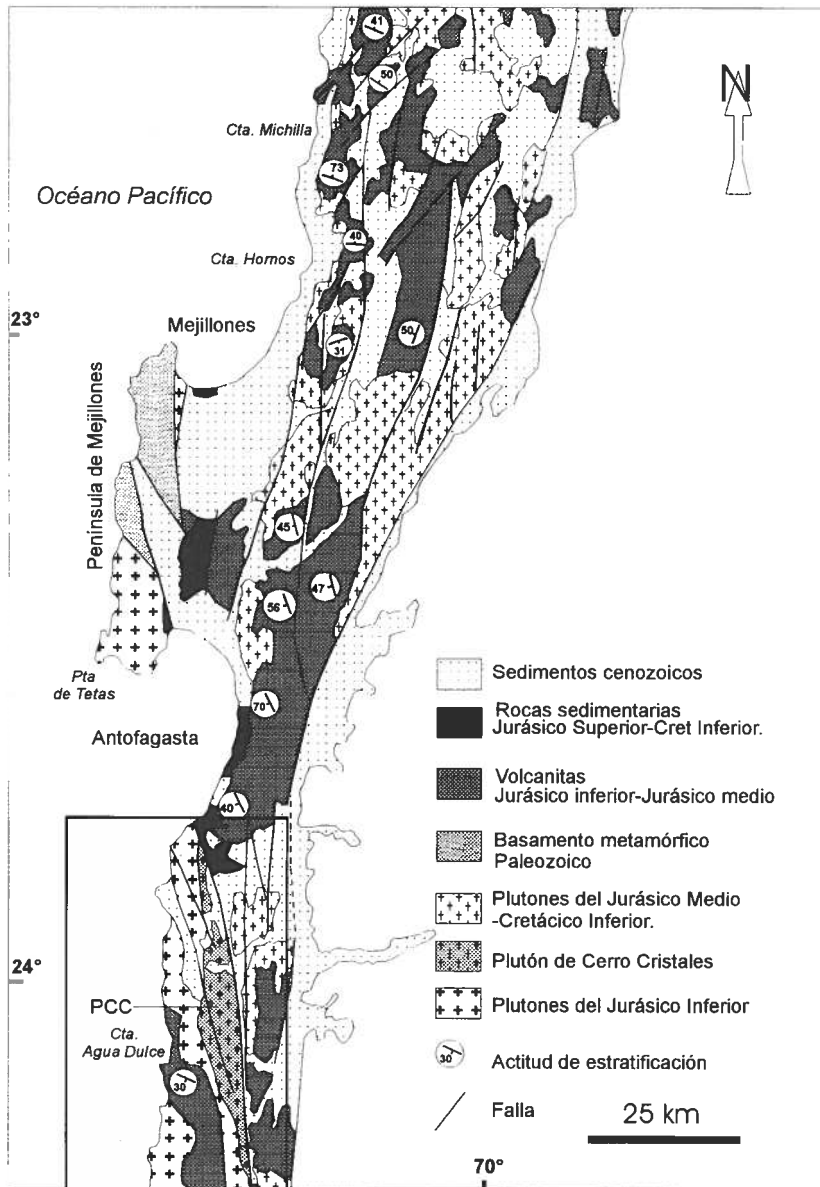 41
50
N
Cta. Michilla
73
Océano Pacífico
40
Cta. Hornos
23°
Mejillones
50
31
Península de Mejillones
45
47
56
Pta
de Tetas
70
Antofagasta
40
Sedimentos cenozoicos
Rocas sedimentarias
Jurásico Superior-Cret Inferior.
Volcanitas
Jurásico inferior-Jurásico medio
Basamento metamórfico
Paleozoico
Plutones del Jurásico Medio
-Cretácico Inferior.
Plutón de Cerro Cristales
Plutones del Jurásico Inferior
30
Actitud de estratificación
Falla
25 km
24°
PCC
Cta.
Agua Dulce
30
70°